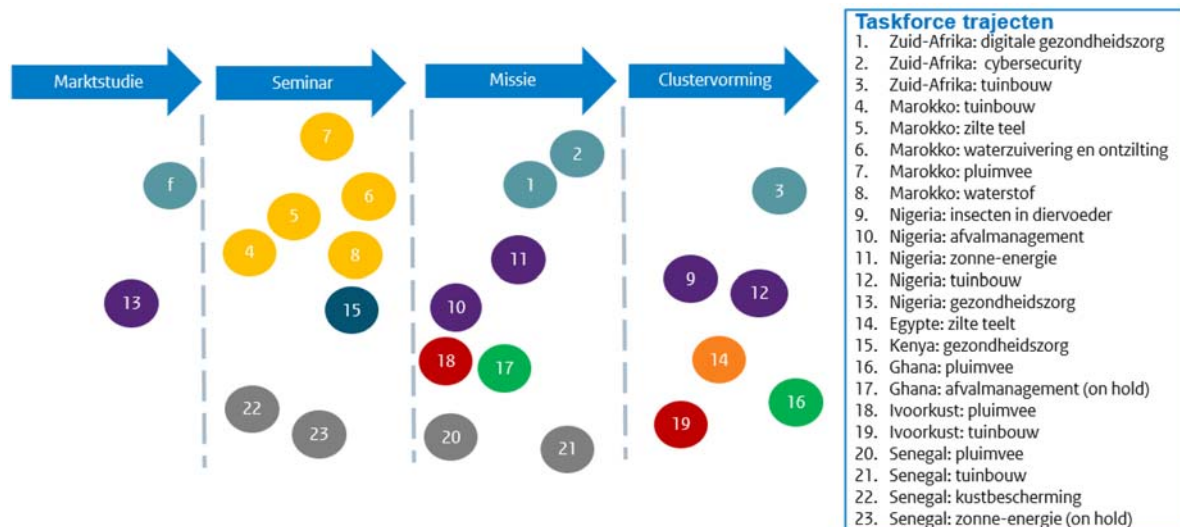 Marktstudie
Seminar
Missie
Clustervorming
7
2
f
1
3
6
5
4
8
11
9
12
13
15
10
18
17
14
16
22
23
20
21
19
Taskforce trajecten
1. Zuid-Afrika: digitale gezondheidszorg
2. Zuid-Afrika: cybersecurity
3. Zuid-Afrika: tuinbouw
4. Marokko: tuinbouw
5. Marokko: zilte teel
6. Marokko: waterzuivering en ontzilting
7. Marokko: pluimvee
8. Marokko: waterstof
9. Nigeria: insecten in diervoeder
10. Nigeria: afvalmanagement
11. Nigeria: zonne-energie
12. Nigeria: tuinbouw
13. Nigeria: gezondheidszorg
14. Egypte: zilte teelt
15. Kenya: gezondheidszorg
16. Ghana: pluimvee
17. Ghana: afvalmanagement (on hold)
18. Ivoorkust: pluimvee
19. Ivoorkust: tuinbouw
20. Senegal: pluimvee
21. Senegal: tuinbouw
22. Senegal: kustbescherming
23. Senegal: zonne-energie (on hold)